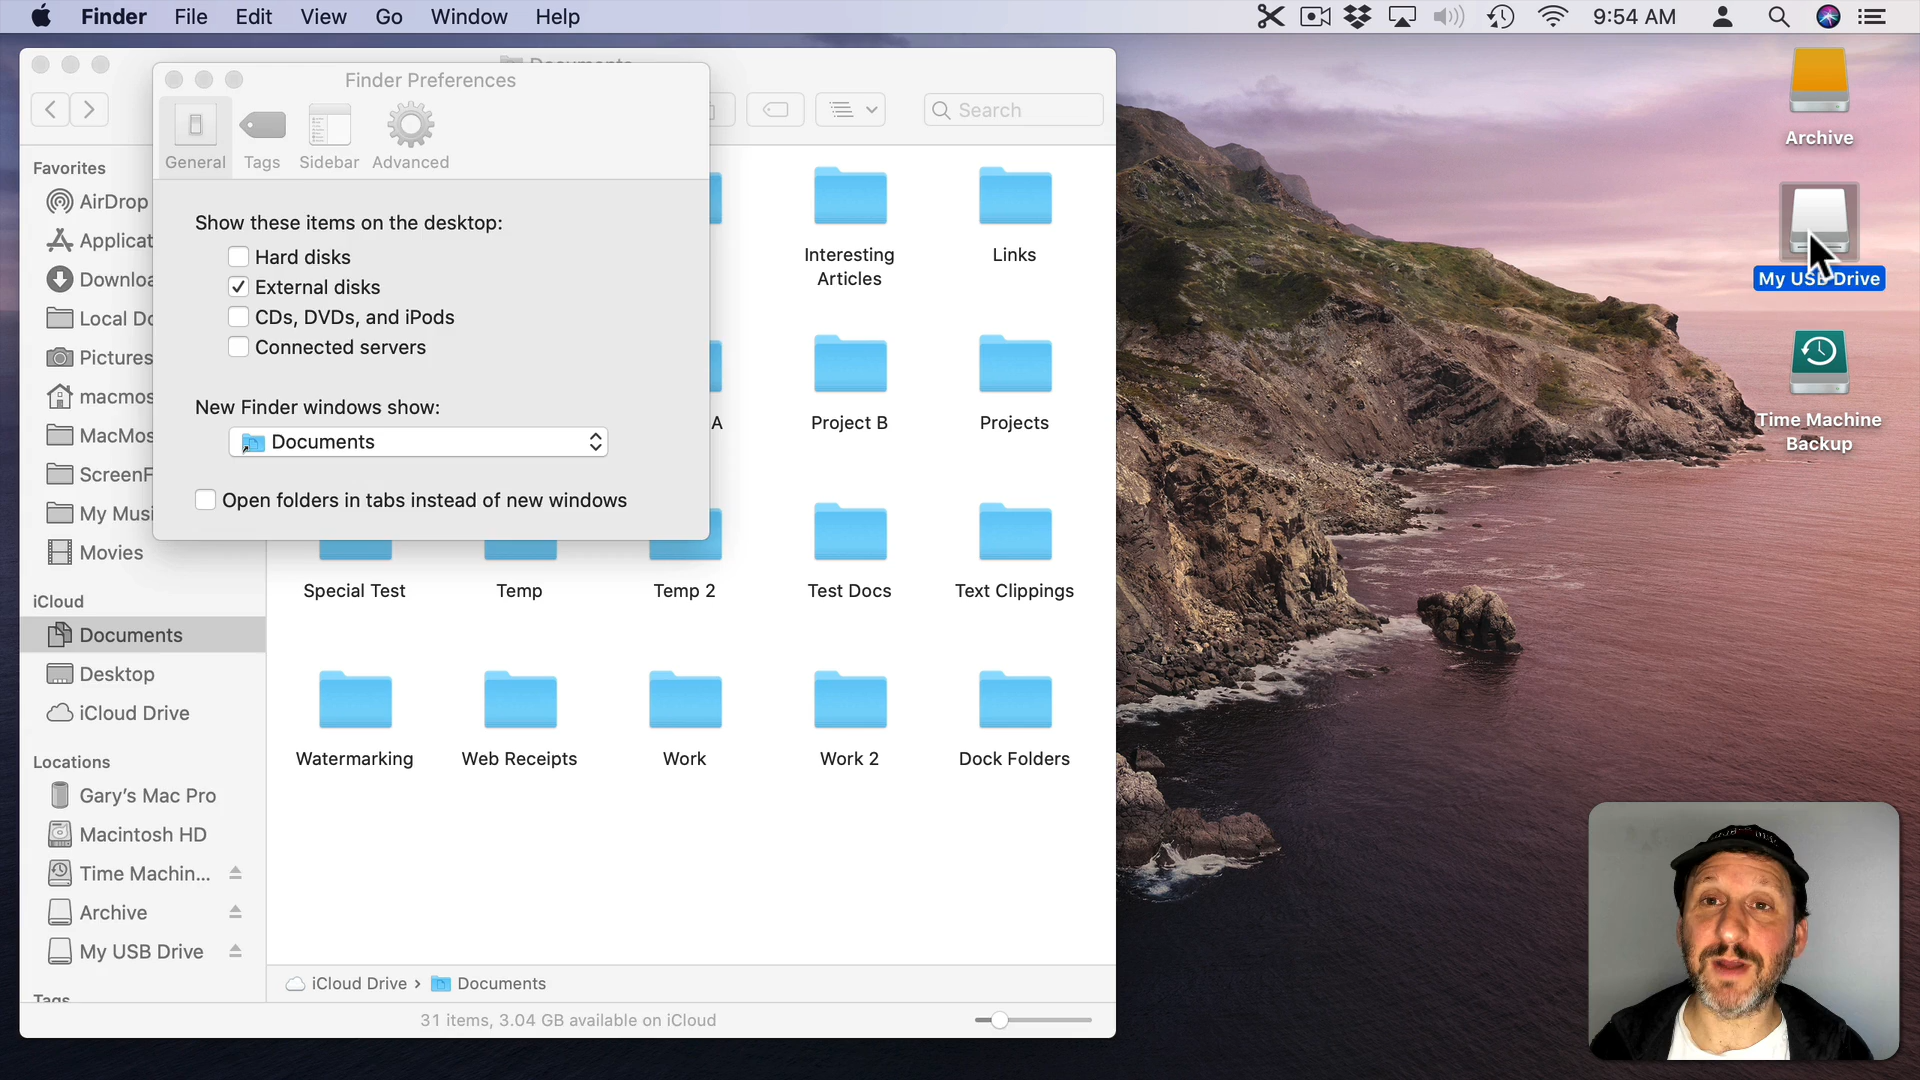 Finder File Edit View Go Window Help 9:54 AM
Finder Preferences
General Tags Sidebar Advanced
Search
Show these items on the desktop:
Hard disks
External disks
CDs, DVDs, and iPods
Connected servers
New Finder windows show:
Documents
Open folders in tabs instead of new windows
Favorites
AirDrop
Applicat
Downloa
Local Do
Pictures
macmos
MacMos
ScreenF
My Musi
Movies
iCloud
Documents
Desktop
iCloud Drive
Locations
Gary's Mac Pro
Macintosh HD
Time Machin...
Archive
My USB Drive
Tags
Interesting
Articles
Links
A
Project B
Projects
Special Test
Temp
Temp 2
Test Docs
Text Clippings
Watermarking
Web Receipts
Work
Work 2
Dock Folders
iCloud Drive › Documents
31 items, 3.04 GB available on iCloud
Archive
My USB Drive
Time Machine
Backup